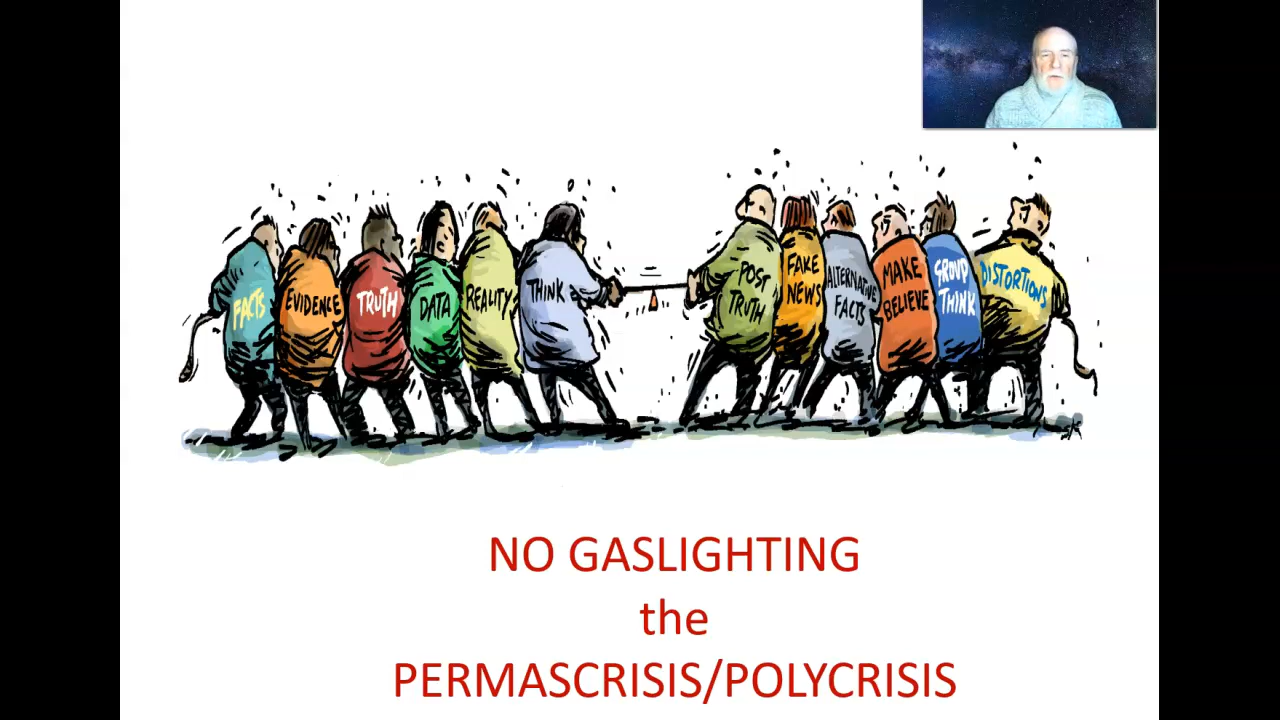 FACTS
EVIDENCE
TRUTH
DATA
REALITY
THINK
POST
TRUTH
FAKE
NEWS
ALTERNATIVE
FACTS
MAKE
BELIEVE
GROUP
THINK
DISTORTIONS
NO GASLIGHTING
the
PERMASCRISIS/POLYCRISIS